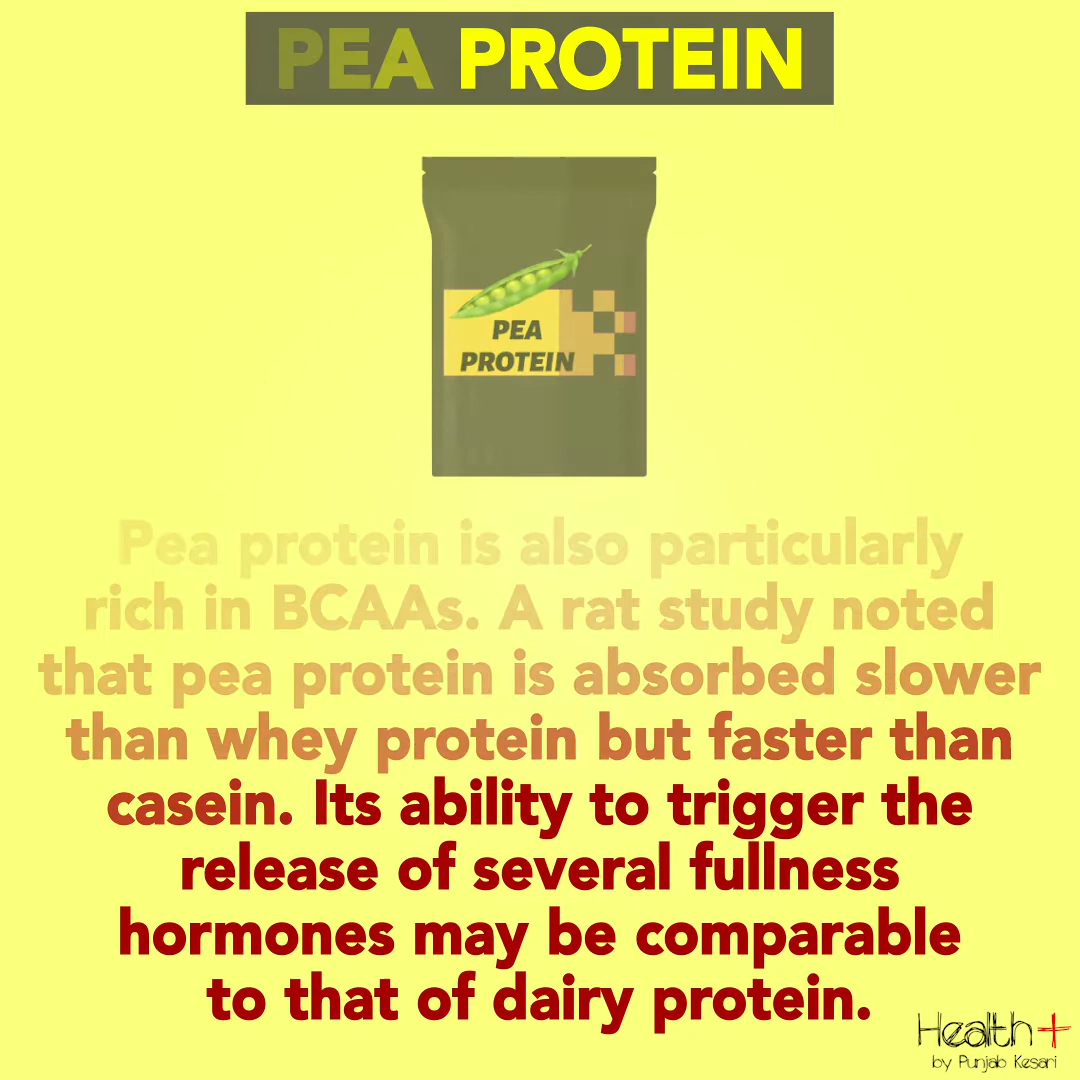 PEA PROTEIN
PEA
PROTEIN
Pea protein is also particularly
rich in BCAAs. A rat study noted
that pea protein is absorbed slower
than whey protein but faster than
casein. Its ability to trigger the
release of several fullness
hormones may be comparable
to that of dairy protein.
Health+
by Punjab Kesari